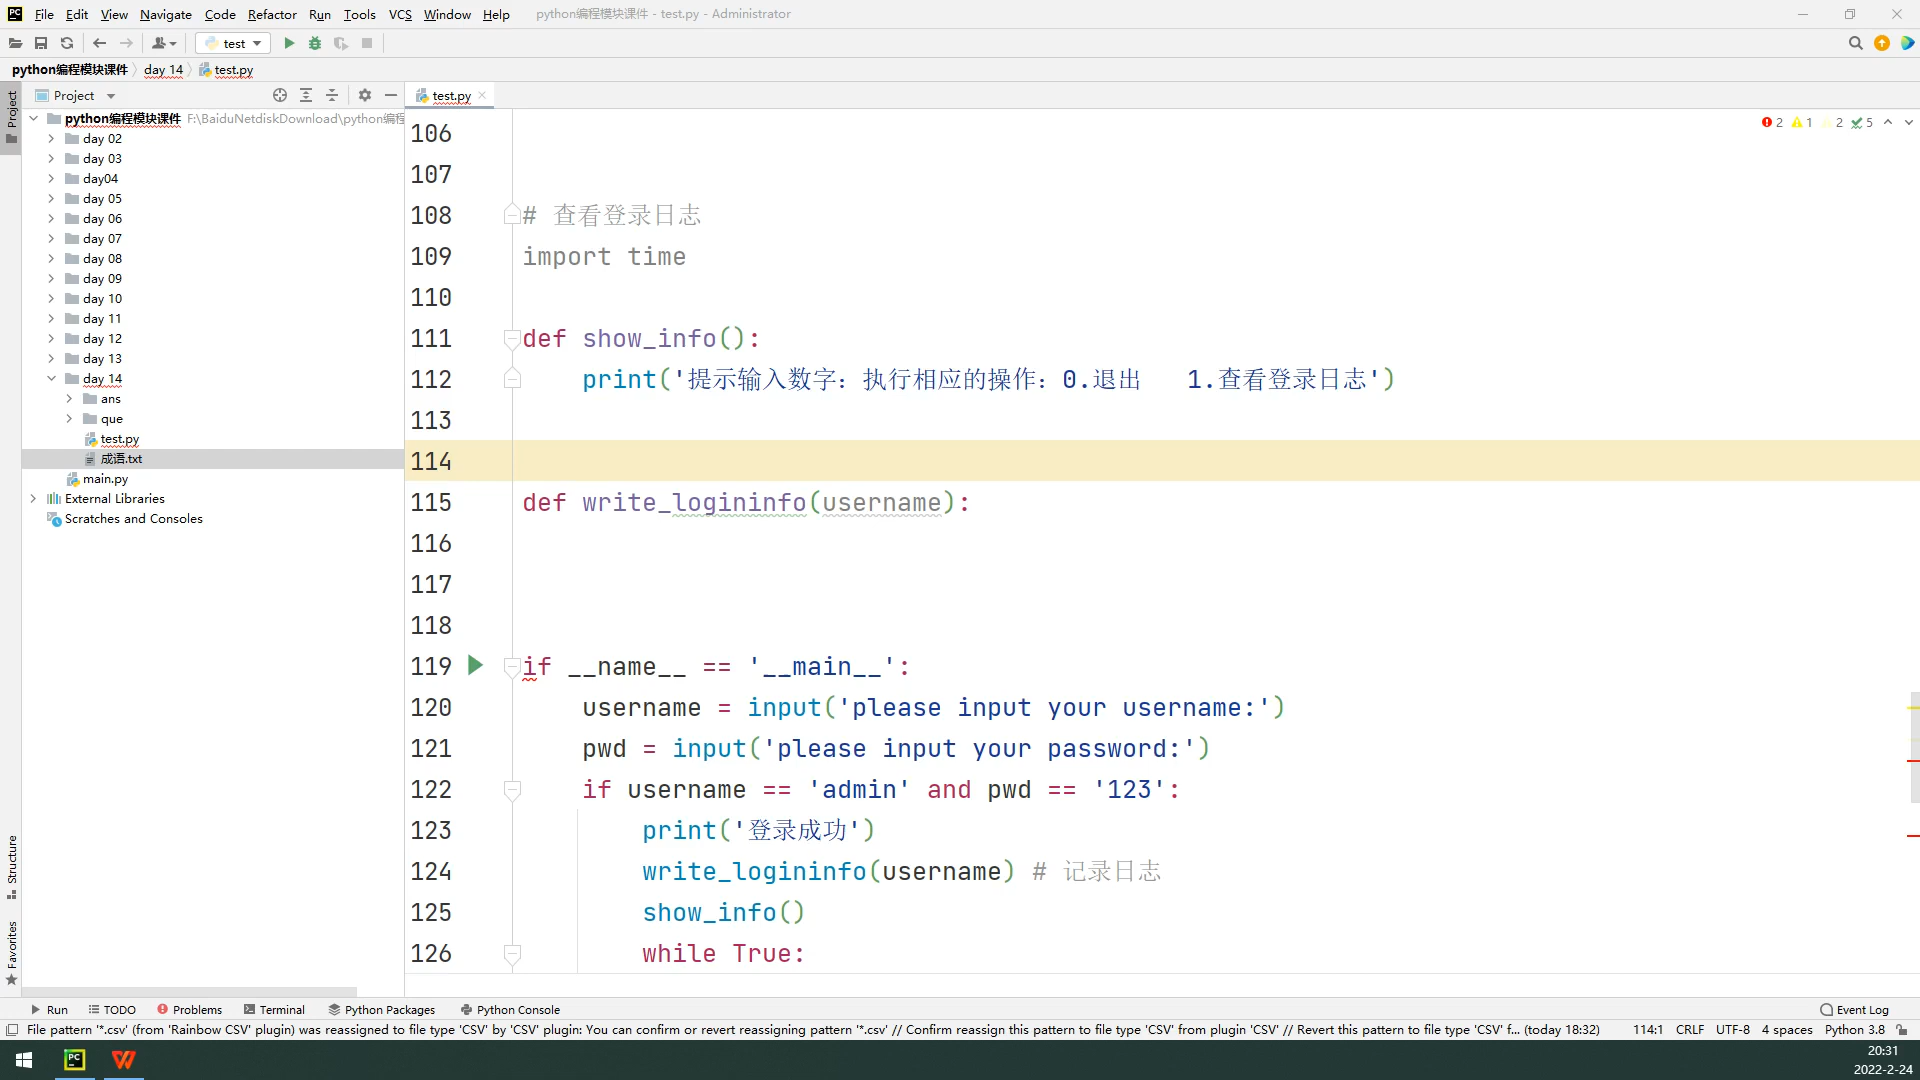 File Edit View Navigate Code Refactor Run Tools VCS Window Help python编程模块课件 - test.py - Administrator
test
python编程模块课件 day 14 test.py
Project
Project
test.py
python编程模块课件 F:\BaiduNetdiskDownload\python编程
day 02
day 03
day04
day 05
day 06
day 07
day 08
day 09
day 10
day 11
day 12
day 13
day 14
ans
que
test.py
成语.txt
main.py
External Libraries
Scratches and Consoles
2 1 2 5
106
107
108 # 查看登录日志
109 import time
110
111 def show_info():
112 print('提示输入数字：执行相应的操作：0.退出 1.查看登录日志')
113
114
115 def write_logininfo(username):
116
117
118
119 if __name__ == '__main__':
120 username = input('please input your username:')
121 pwd = input('please input your password:')
122 if username == 'admin' and pwd == '123':
123 print('登录成功')
124 write_logininfo(username) # 记录日志
125 show_info()
126 while True:
Structure
Favorites
Run TODO Problems Terminal Python Packages Python Console Event Log
File pattern '*.csv' (from 'Rainbow CSV' plugin) was reassigned to file type 'CSV' by 'CSV' plugin: You can confirm or revert reassigning pattern '*.csv' // Confirm reassign this pattern to file type 'CSV' from plugin 'CSV' // Revert this pattern to file type 'CSV' f... (today 18:32) 114:1 CRLF UTF-8 4 spaces Python 3.8
20:31
2022-2-24